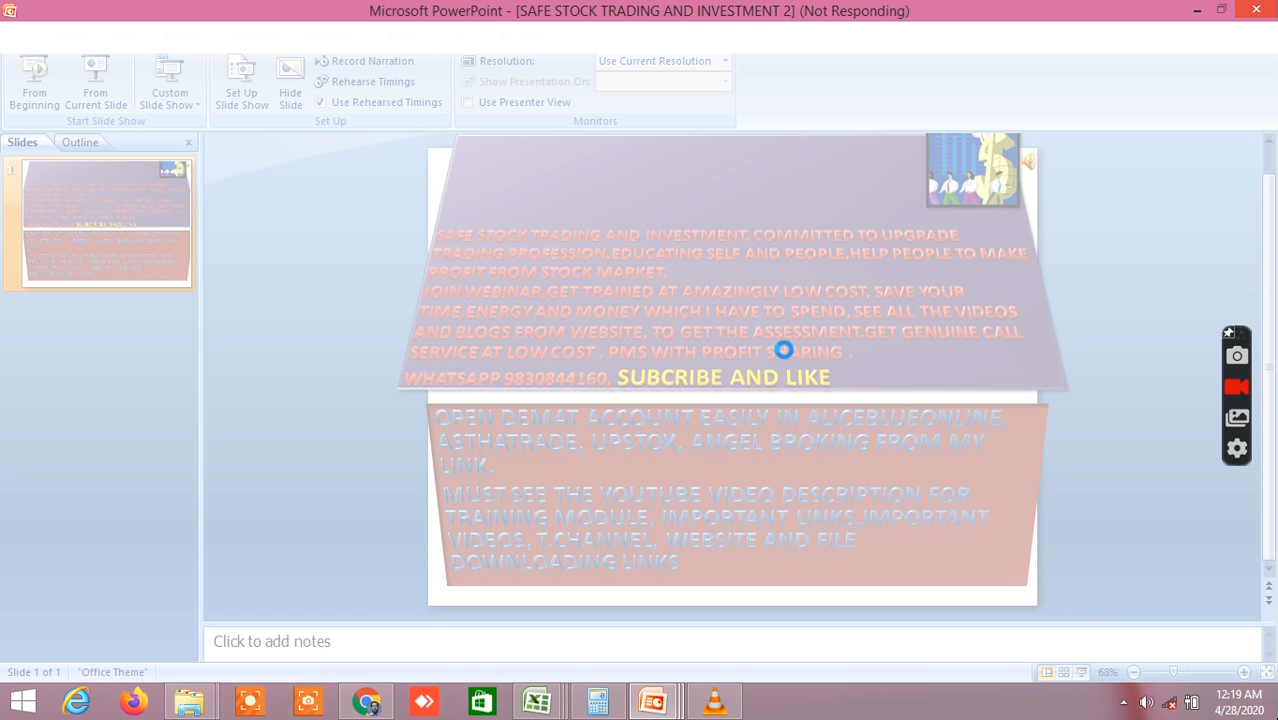 Microsoft PowerPoint - [SAFE STOCK TRADING AND INVESTMENT 2] (Not Responding)
From Beginning
From Current Slide
Custom Slide Show
Start Slide Show
Set Up Slide Show
Hide Slide
Record Narration
Rehearse Timings
Use Rehearsed Timings
Set Up
Resolution: Use Current Resolution
Show Presentation On:
Use Presenter View
Monitors
Slides Outline
1
SAFE STOCK TRADING AND INVESTMENT, COMMITTED TO UPGRADE
TRADING PROFESSION.EDUCATING SELF AND PEOPLE,HELP PEOPLE TO MAKE
PROFIT FROM STOCK MARKET.
JOIN WEBINAR.GET TRAINED AT AMAZINGLY LOW COST, SAVE YOUR
TIME,ENERGY AND MONEY WHICH I HAVE TO SPEND, SEE ALL THE VIDEOS
AND BLOGS FROM WEBSITE, TO GET THE ASSESSMENT.GET GENUINE CALL
SERVICE AT LOW COST , PMS WITH PROFIT SHARING .
WHATSAPP 9830844160, SUBCRIBE AND LIKE
OPEN DEMAT ACCOUNT EASILY IN ALICEBLUEONLINE,
ASTHATRADE, UPSTOX, ANGEL BROKING FROM MY
LINK.
MUST SEE THE YOUTUBE VIDEO DESCRIPTION FOR
TRAINING MODULE, IMPORTANT LINKS,IMPORTANT
VIDEOS, T.CHANNEL, WEBSITE AND FILE
DOWNLOADING LINKS
Click to add notes
Slide 1 of 1 "Office Theme" 68%
12:19 AM
4/28/2020